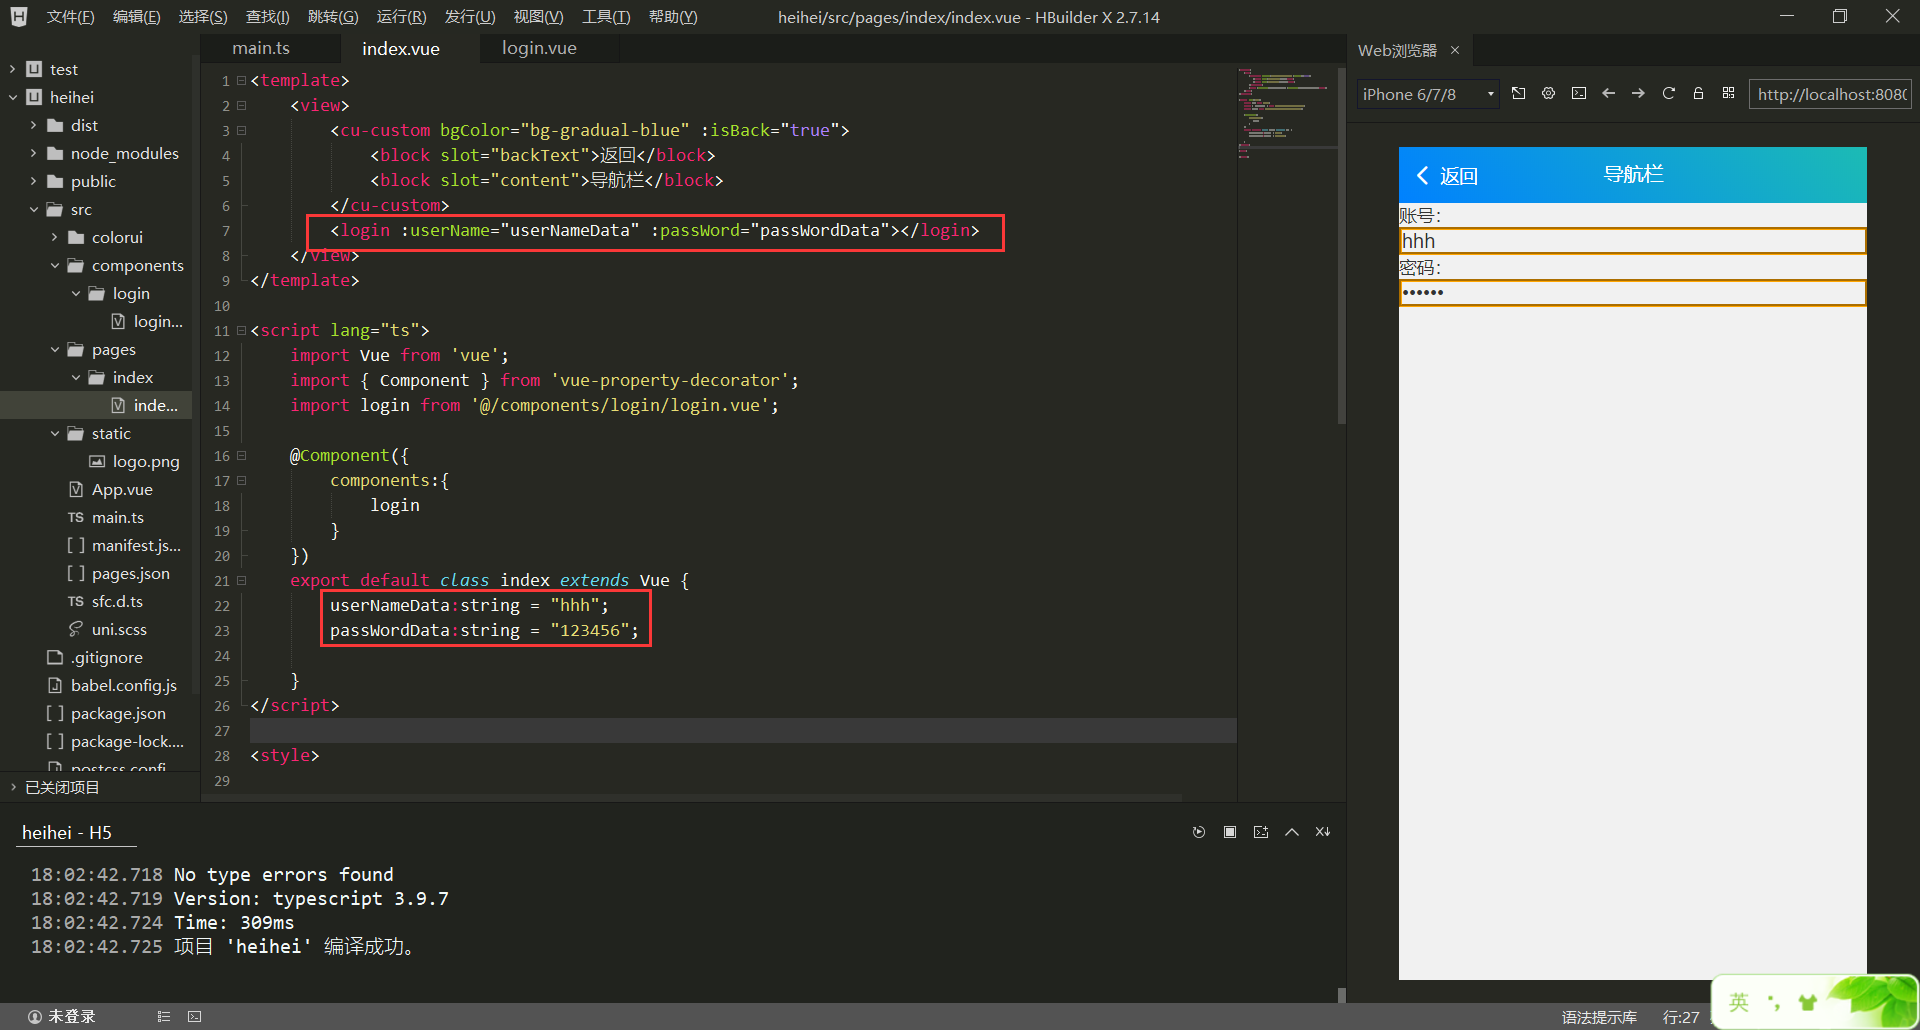 文件(F) 编辑(E) 选择(S) 查找(I) 跳转(G) 运行(R) 发行(U) 视图(V) 工具(T) 帮助(Y) heihei/src/pages/index/index.vue - HBuilder X 2.7.14
test
heihei
dist
node_modules
public
src
colorui
components
login
login...
pages
index
inde...
static
logo.png
App.vue
main.ts
manifest.js...
pages.json
sfc.d.ts
uni.scss
.gitignore
babel.config.js
package.json
package-lock....
postcss.confi
已关闭项目
main.ts index.vue login.vue
1 <template>
2 <view>
3 <cu-custom bgColor="bg-gradual-blue" :isBack="true">
4 <block slot="backText">返回</block>
5 <block slot="content">导航栏</block>
6 </cu-custom>
7 <login :userName="userNameData" :passWord="passWordData"></login>
8 </view>
9 </template>
10
11 <script lang="ts">
12 import Vue from 'vue';
13 import { Component } from 'vue-property-decorator';
14 import login from '@/components/login/login.vue';
15
16 @Component({
17 components:{
18 login
19 }
20 })
21 export default class index extends Vue {
22 userNameData:string = "hhh";
23 passWordData:string = "123456";
24
25 }
26 </script>
27
28 <style>
29
Web浏览器
iPhone 6/7/8 http://localhost:8080
返回 导航栏
账号:
hhh
密码:
••••••
heihei - H5
18:02:42.718 No type errors found
18:02:42.719 Version: typescript 3.9.7
18:02:42.724 Time: 309ms
18:02:42.725 项目 'heihei' 编译成功。
未登录 语法提示库 行:27
英